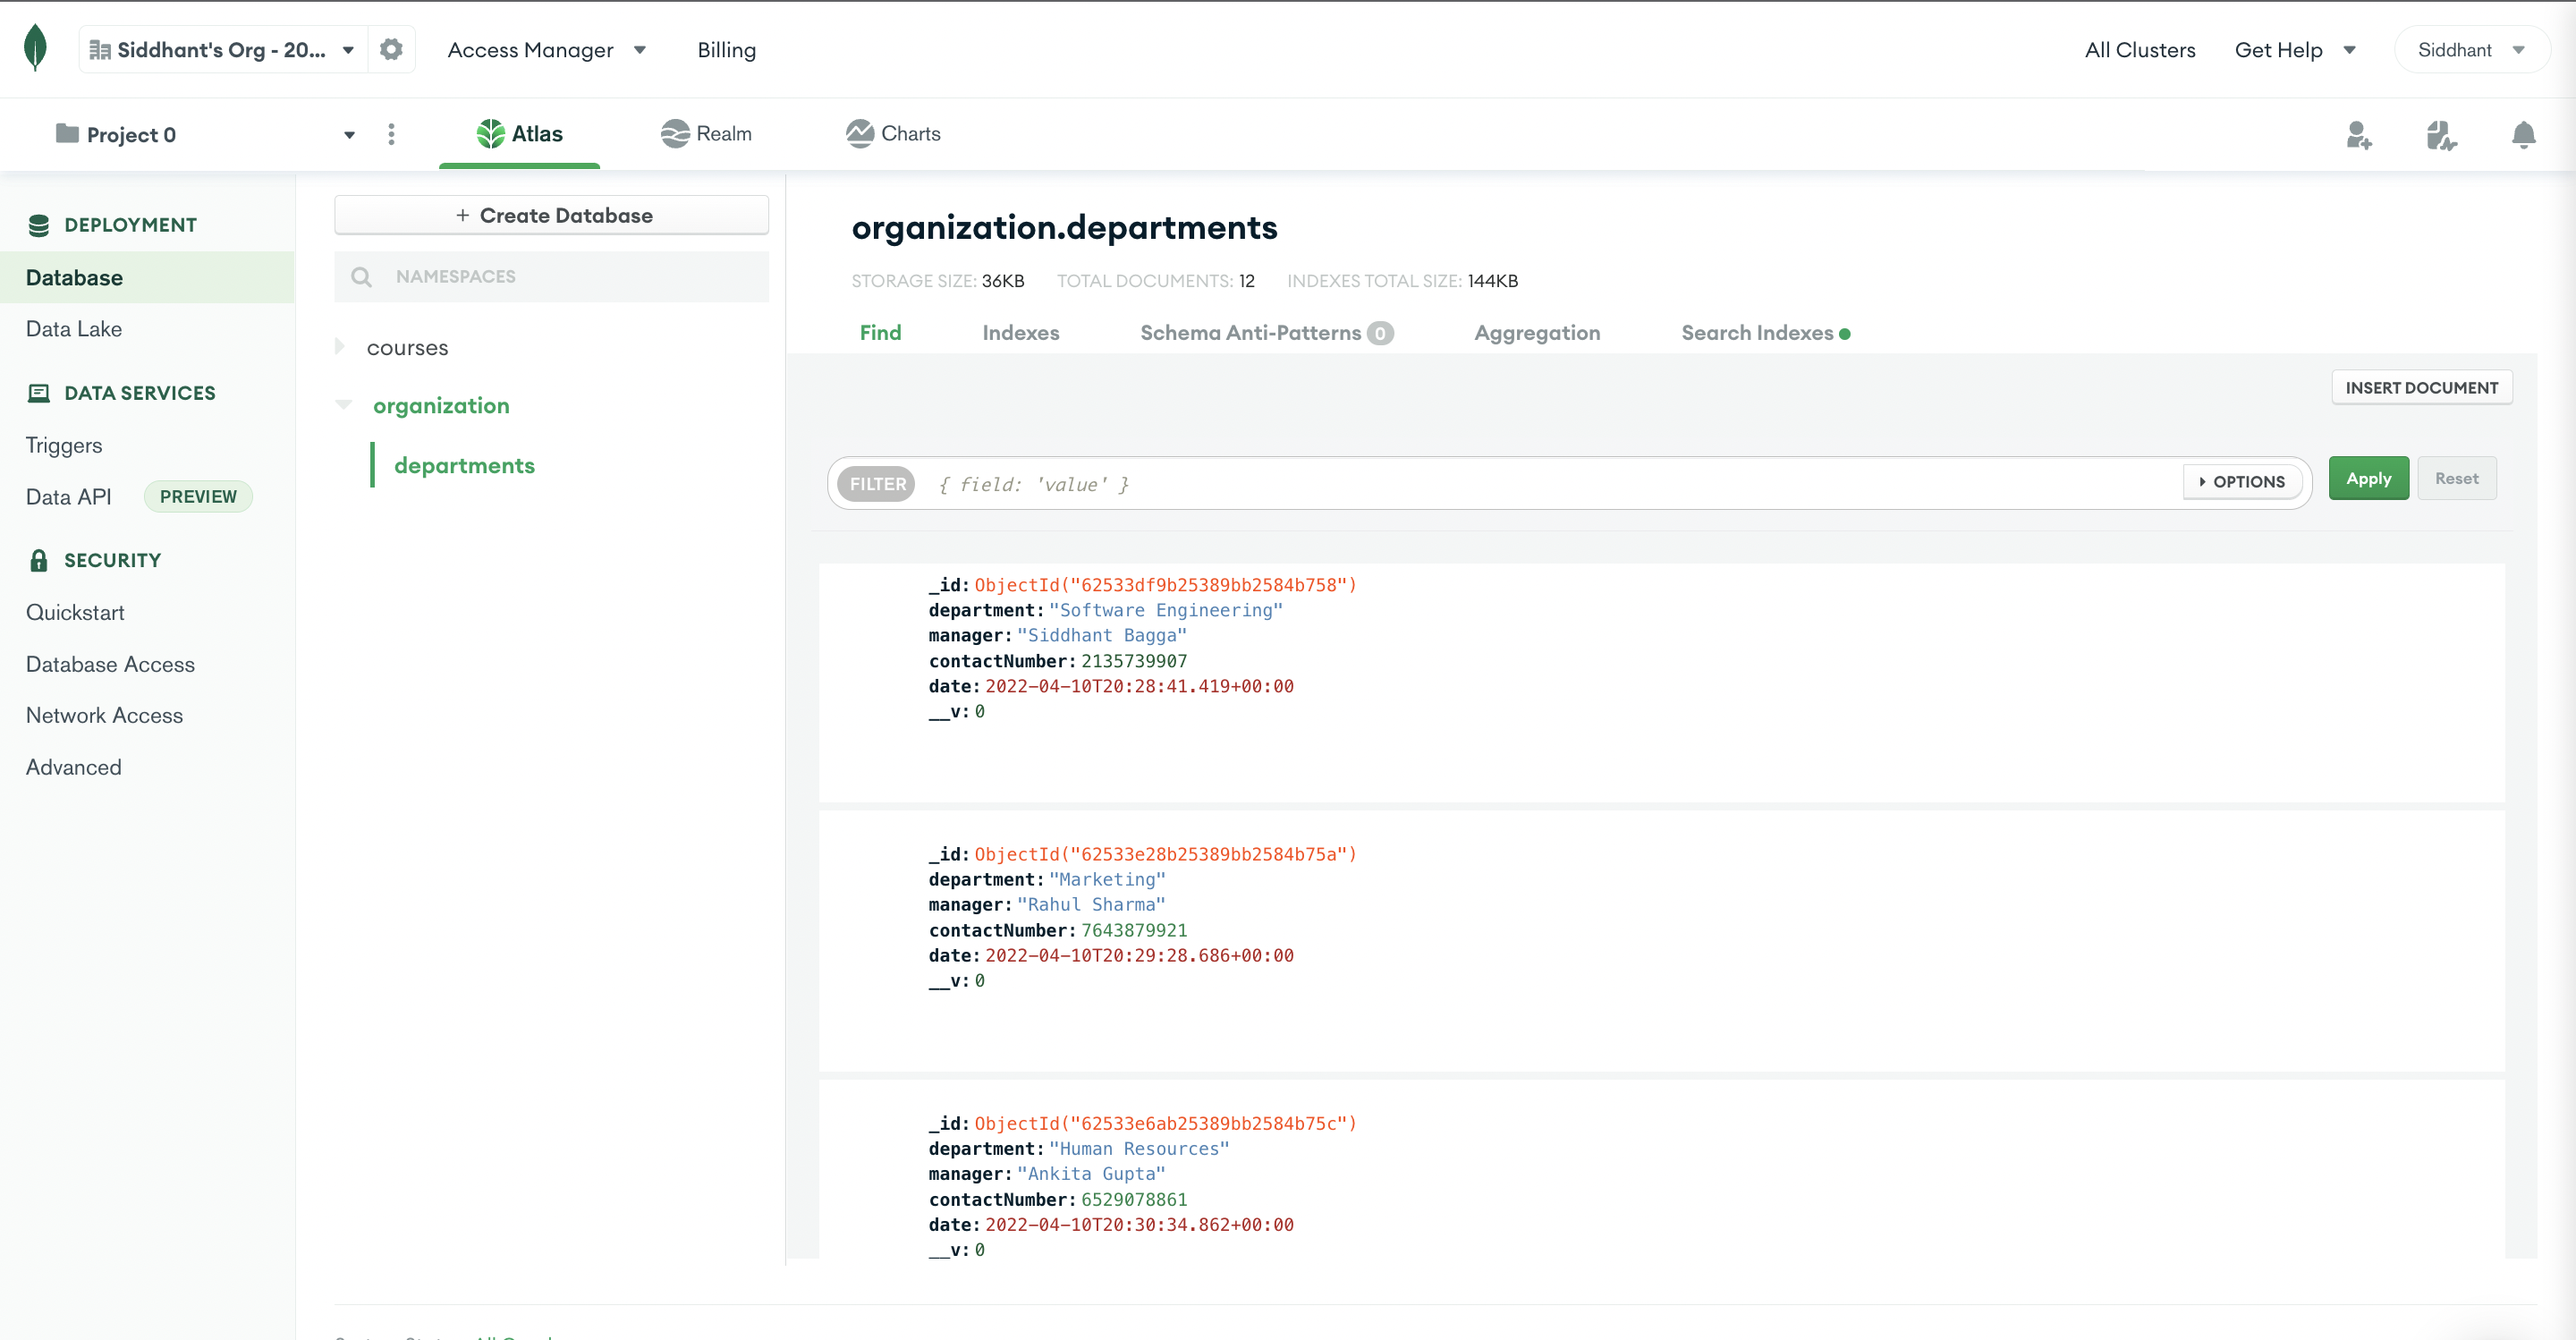 Siddhant's Org - 20...
Access Manager
Billing
All Clusters
Get Help
Siddhant
Project 0
Atlas
Realm
Charts
DEPLOYMENT
Database
Data Lake
DATA SERVICES
Triggers
Data API PREVIEW
SECURITY
Quickstart
Database Access
Network Access
Advanced
+ Create Database
NAMESPACES
courses
organization
departments
organization.departments
STORAGE SIZE: 36KB TOTAL DOCUMENTS: 12 INDEXES TOTAL SIZE: 144KB
Find Indexes Schema Anti-Patterns 0 Aggregation Search Indexes
INSERT DOCUMENT
FILTER { field: 'value' } OPTIONS Apply Reset
_id: ObjectId("62533df9b25389bb2584b758")
department: "Software Engineering"
manager: "Siddhant Bagga"
contactNumber: 2135739907
date: 2022-04-10T20:28:41.419+00:00
__v: 0
_id: ObjectId("62533e28b25389bb2584b75a")
department: "Marketing"
manager: "Rahul Sharma"
contactNumber: 7643879921
date: 2022-04-10T20:29:28.686+00:00
__v: 0
_id: ObjectId("62533e6ab25389bb2584b75c")
department: "Human Resources"
manager: "Ankita Gupta"
contactNumber: 6529078861
date: 2022-04-10T20:30:34.862+00:00
__v: 0